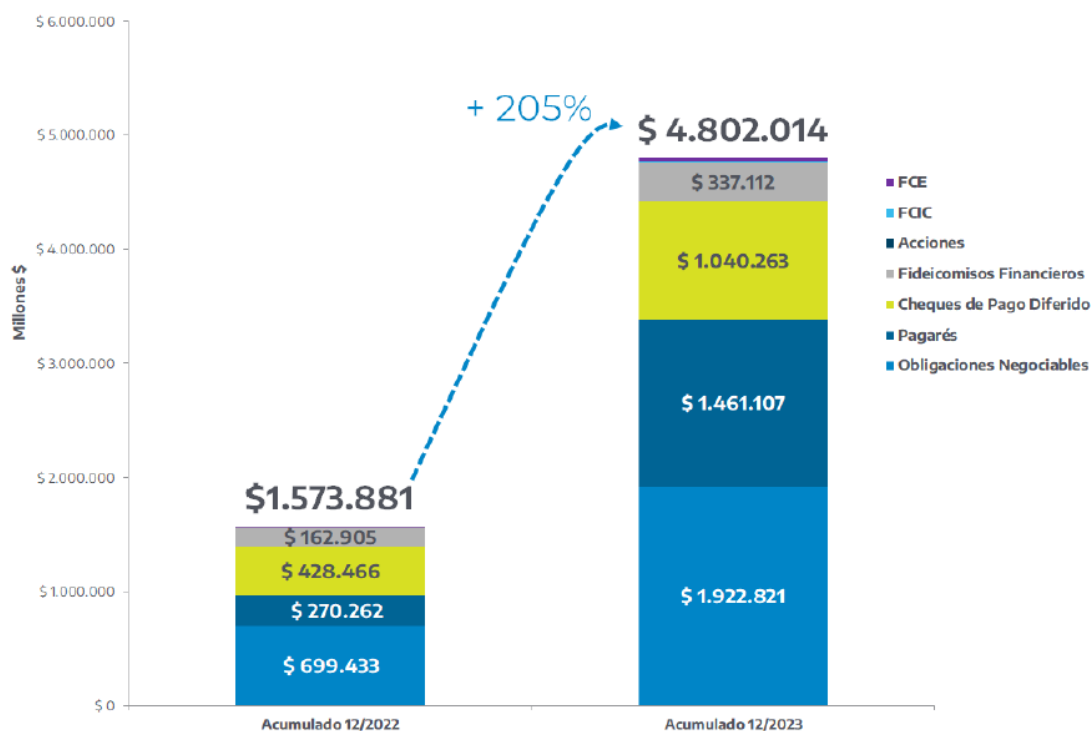 $ 6.000.000
$ 5.000.000
$ 4.000.000
$ 3.000.000
$ 2.000.000
$ 1.000.000
$ 0
Millones $
+ 205%
$1.573.881
$ 162.905
$ 428.466
$ 270.262
$ 699.433
$ 4.802.014
$ 337.112
$ 1.040.263
$ 1.461.107
$ 1.922.821
Acumulado 12/2022
Acumulado 12/2023
FCE
FCIC
Acciones
Fideicomisos Financieros
Cheques de Pago Diferido
Pagarés
Obligaciones Negociables